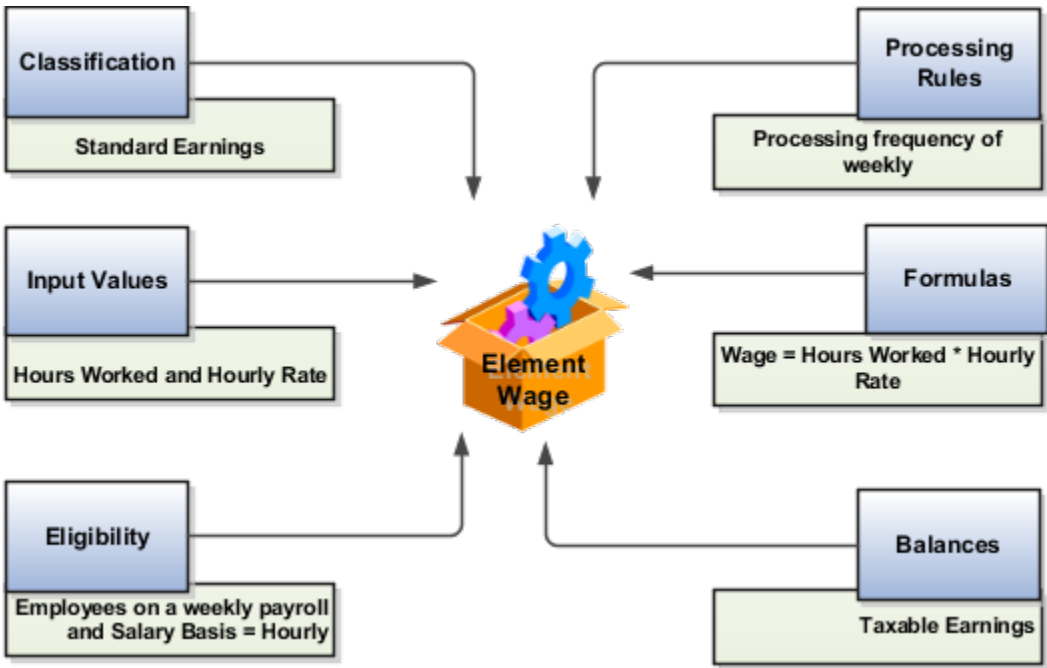 Classification
Standard Earnings
Input Values
Hours Worked and Hourly Rate
Eligibility
Employees on a weekly payroll
and Salary Basis = Hourly
Element
Wage
Processing
Rules
Processing frequency of
weekly
Formulas
Wage = Hours Worked * Hourly
Rate
Balances
Taxable Earnings